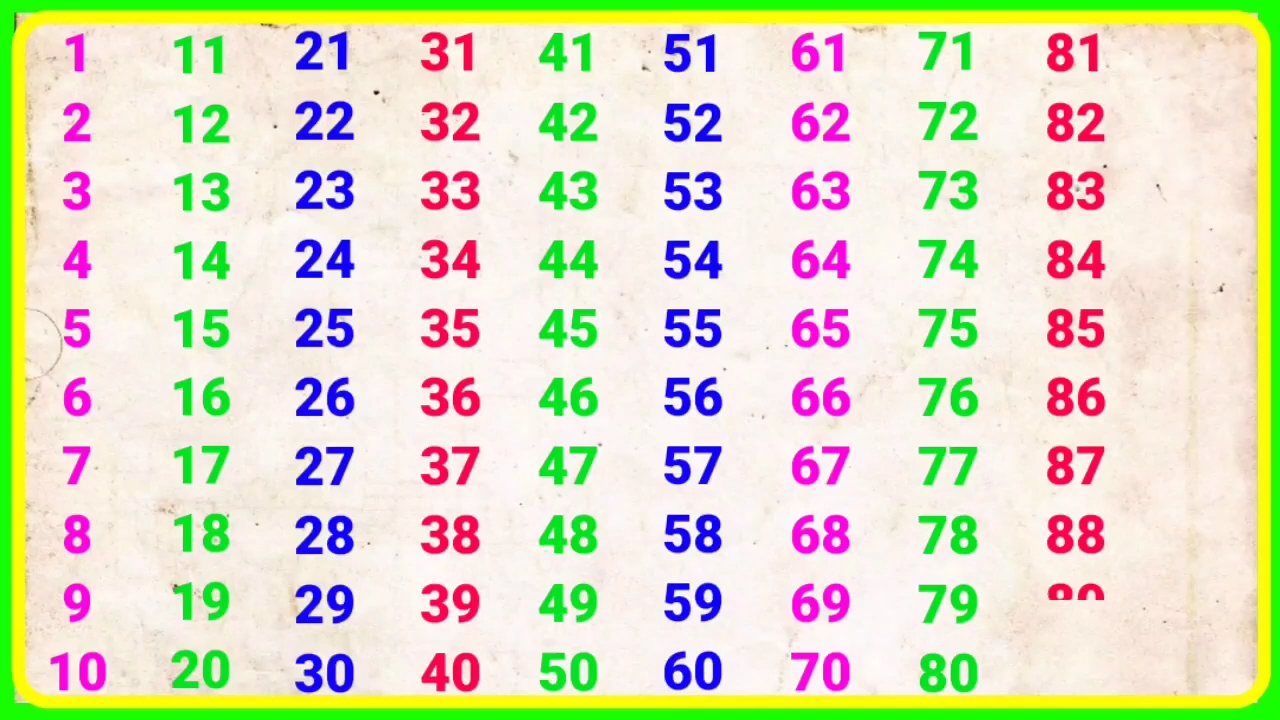 1 11 21 31 41 51 61 71 81
2 12 22 32 42 52 62 72 82
3 13 23 33 43 53 63 73 83
4 14 24 34 44 54 64 74 84
5 15 25 35 45 55 65 75 85
6 16 26 36 46 56 66 76 86
7 17 27 37 47 57 67 77 87
8 18 28 38 48 58 68 78 88
9 19 29 39 49 59 69 79
10 20 30 40 50 60 70 80